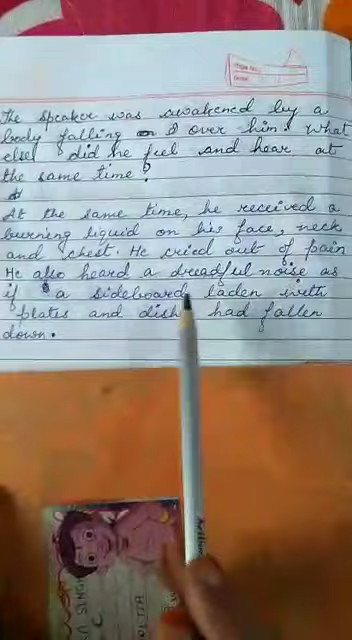 The speaker was awakened by a
body falling on over him. What
else did he feel and hear at
the same time?
At the same time, he received a
burning liquid on his face, neck
and chest. He cried out of pain
He also heard a dreadful noise as
if a sideboard laden with
plates and dish had fallen
down.
SINGH
C